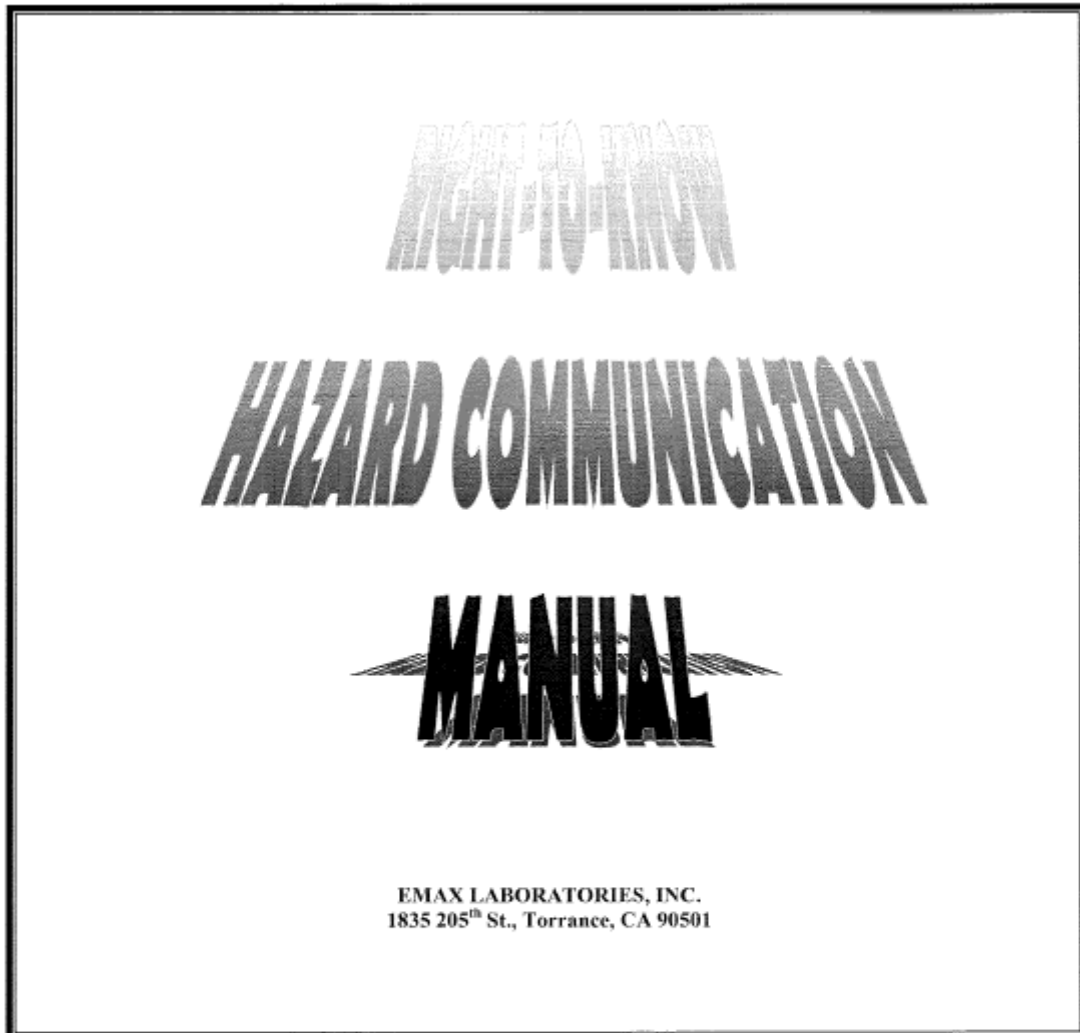 RIGHT-TO-KNOW
HAZARD COMMUNICATION
MANUAL
EMAX LABORATORIES, INC.
1835 205th St., Torrance, CA 90501